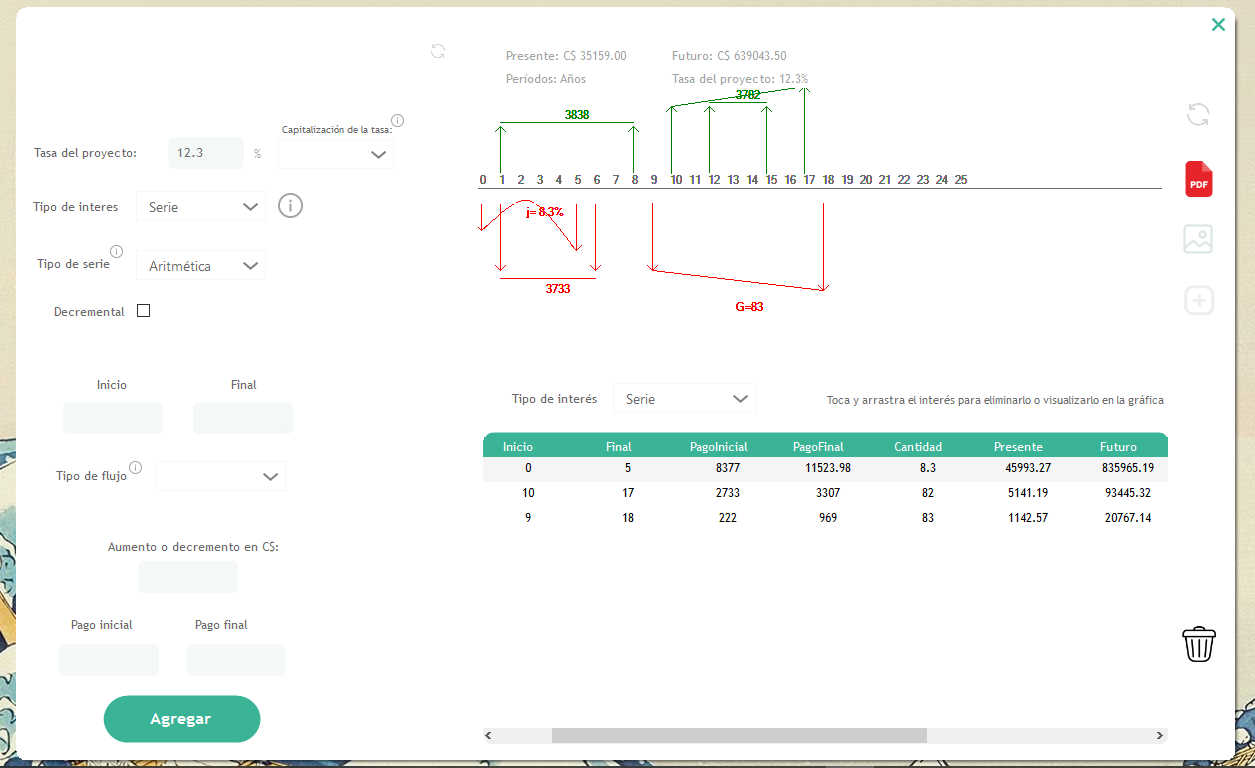 Presente: C$ 35159.00 Futuro: C$ 639043.50
Períodos: Años Tasa del proyecto: 12.3%
3782
3838
Capitalización de la tasa:
Tasa del proyecto: 12.3 %
0 1 2 3 4 5 6 7 8 9 10 11 12 13 14 15 16 17 18 19 20 21 22 23 24 25
Tipo de interes Serie
j= 8.3%
Tipo de serie Aritmética
3733
G=83
Decremental
Inicio Final
Tipo de flujo
Aumento o decremento en C$:
Pago inicial Pago final
Agregar
Tipo de interés Serie Toca y arrastra el interés para eliminarlo o visualizarlo en la gráfica
Inicio Final PagoInicial PagoFinal Cantidad Presente Futuro
0 5 8377 11523.98 8.3 45993.27 835965.19
10 17 2733 3307 82 5141.19 93445.32
9 18 222 969 83 1142.57 20767.14
PDF